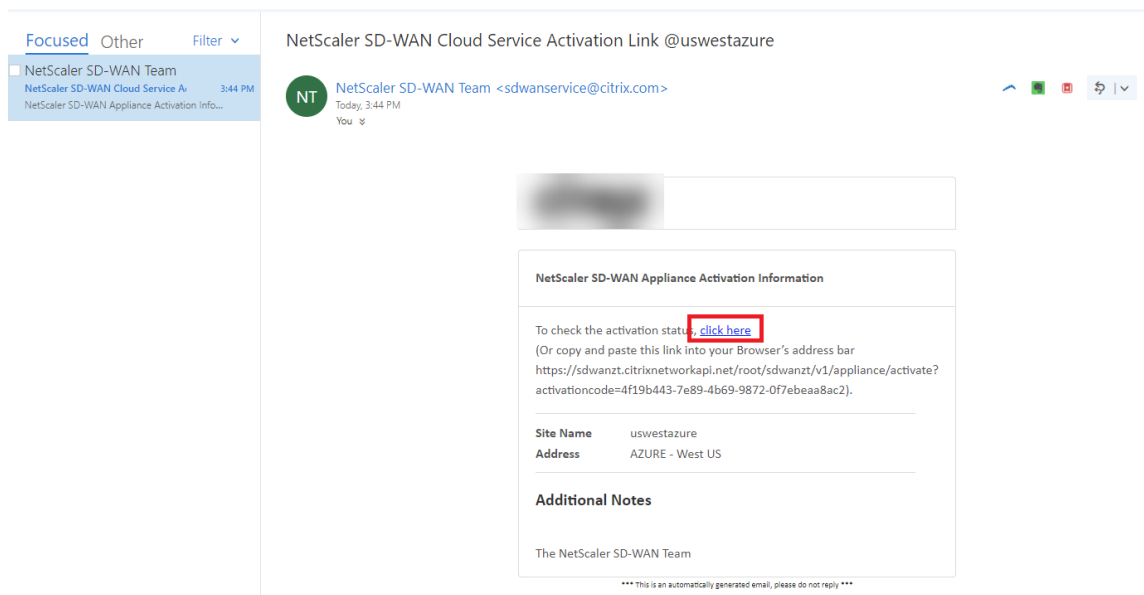 Focused Other Filter
NetScaler SD-WAN Team
NetScaler SD-WAN Cloud Service A 3:44 PM
NetScaler SD-WAN Appliance Activation Info...
NetScaler SD-WAN Cloud Service Activation Link @uswestazure
NT
NetScaler SD-WAN Team <sdwanservice@citrix.com>
Today, 3:44 PM
You
NetScaler SD-WAN Appliance Activation Information
To check the activation status, click here
(Or copy and paste this link into your Browser's address bar
https://sdwanzt.citrixnetworkapi.net/root/sdwanzt/v1/appliance/activate?
activationcode=4f19b443-7e89-4b69-9872-0f7ebeaa8ac2).
Site Name uswestazure
Address AZURE - West US
Additional Notes
The NetScaler SD-WAN Team
*** This is an automatically generated email, please do not reply ***